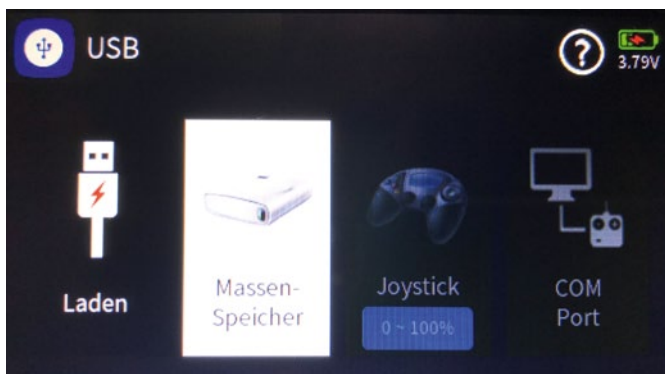 USB
?
3.79V
Laden
Massen-
Speicher
Joystick
0 ~ 100%
COM
Port